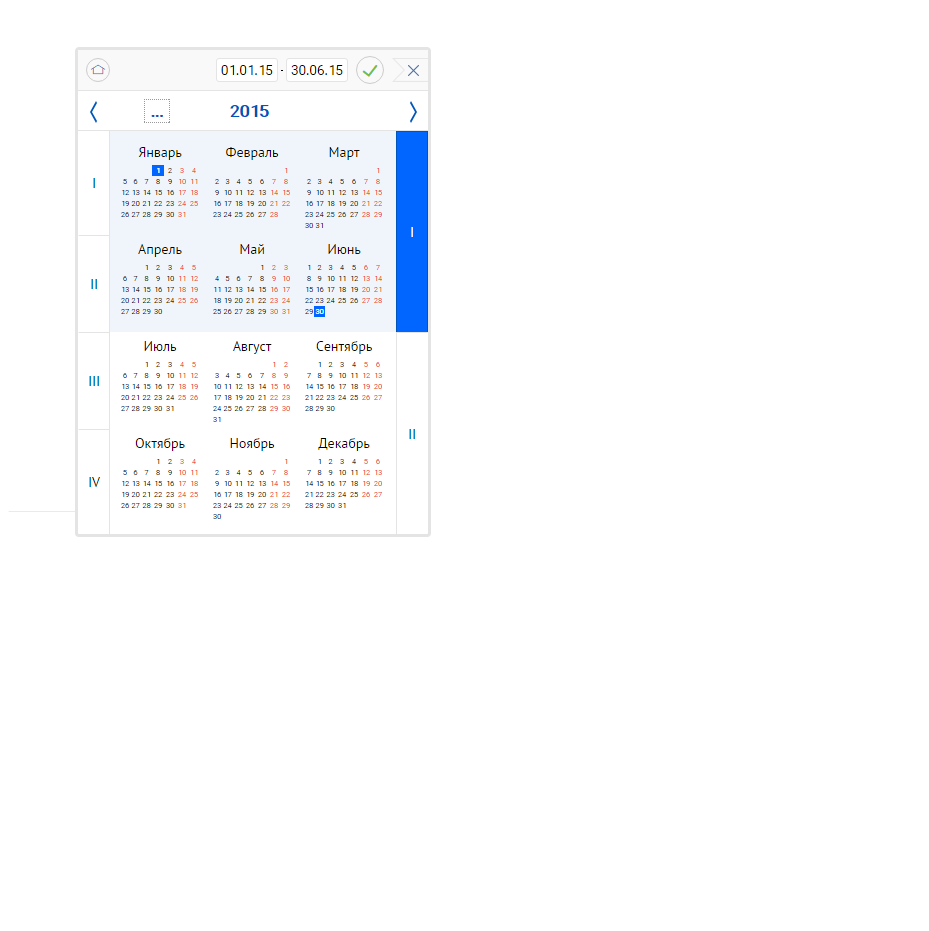 01.01.15 - 30.06.15
... 2015
Январь Февраль Март
1 2 3 4 1 1
5 6 7 8 9 10 11 2 3 4 5 6 7 8 2 3 4 5 6 7 8
I 12 13 14 15 16 17 18 9 10 11 12 13 14 15 9 10 11 12 13 14 15
19 20 21 22 23 24 25 16 17 18 19 20 21 22 16 17 18 19 20 21 22
26 27 28 29 30 31 23 24 25 26 27 28 23 24 25 26 27 28 29
30 31
I
Апрель Май Июнь
1 2 3 4 5 1 2 3 1 2 3 4 5 6 7
6 7 8 9 10 11 12 4 5 6 7 8 9 10 8 9 10 11 12 13 14
II 13 14 15 16 17 18 19 11 12 13 14 15 16 17 15 16 17 18 19 20 21
20 21 22 23 24 25 26 18 19 20 21 22 23 24 22 23 24 25 26 27 28
27 28 29 30 25 26 27 28 29 30 31 29 30
Июль Август Сентябрь
1 2 3 4 5 1 2 1 2 3 4 5 6
6 7 8 9 10 11 12 3 4 5 6 7 8 9 7 8 9 10 11 12 13
III 13 14 15 16 17 18 19 10 11 12 13 14 15 16 14 15 16 17 18 19 20
20 21 22 23 24 25 26 17 18 19 20 21 22 23 21 22 23 24 25 26 27
27 28 29 30 31 24 25 26 27 28 29 30 28 29 30
31
II
Октябрь Ноябрь Декабрь
1 2 3 4 1 1 2 3 4 5 6
5 6 7 8 9 10 11 2 3 4 5 6 7 8 7 8 9 10 11 12 13
IV 12 13 14 15 16 17 18 9 10 11 12 13 14 15 14 15 16 17 18 19 20
19 20 21 22 23 24 25 16 17 18 19 20 21 22 21 22 23 24 25 26 27
26 27 28 29 30 31 23 24 25 26 27 28 29 28 29 30 31
30